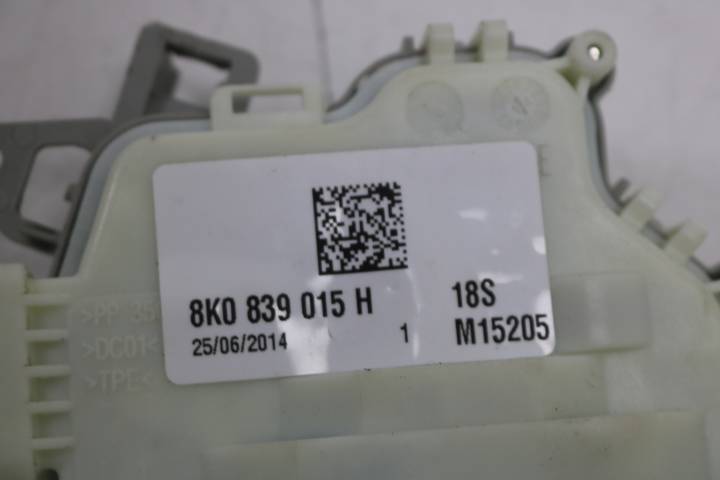 8K0 839 015 H
18S
25/06/2014
1
M15205
>PP
>DC01<
>TPE<